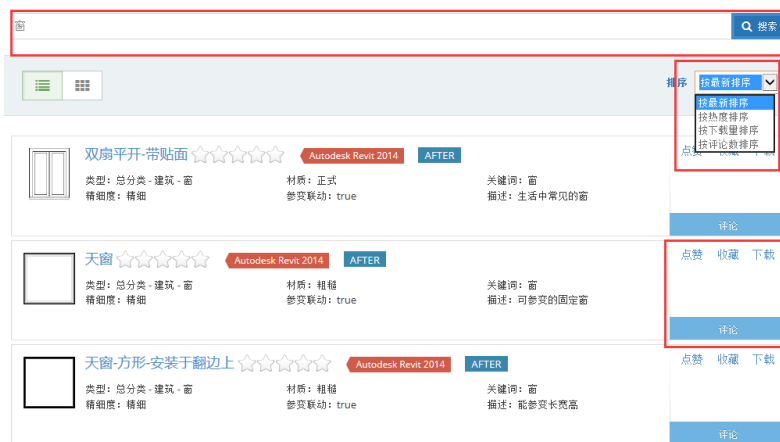 窗
搜索
排序 按最新排序
按最新排序
按热度排序
按下载量排序
按评论数排序
双扇平开-带贴面 Autodesk Revit 2014 AFTER
类型：总分类-建筑-窗 材质：正式 关键词：窗
精细度：精细 参变联动：true 描述：生活中常见的窗
点赞 收藏 下载
评论
天窗 Autodesk Revit 2014 AFTER
类型：总分类-建筑-窗 材质：粗糙 关键词：窗
精细度：精细 参变联动：true 描述：可参变的固定窗
点赞 收藏 下载
评论
天窗-方形-安装于翻边上 Autodesk Revit 2014 AFTER
类型：总分类-建筑-窗 材质：粗糙 关键词：窗
精细度：精细 参变联动：true 描述：能参变长宽高
点赞 收藏 下载
评论